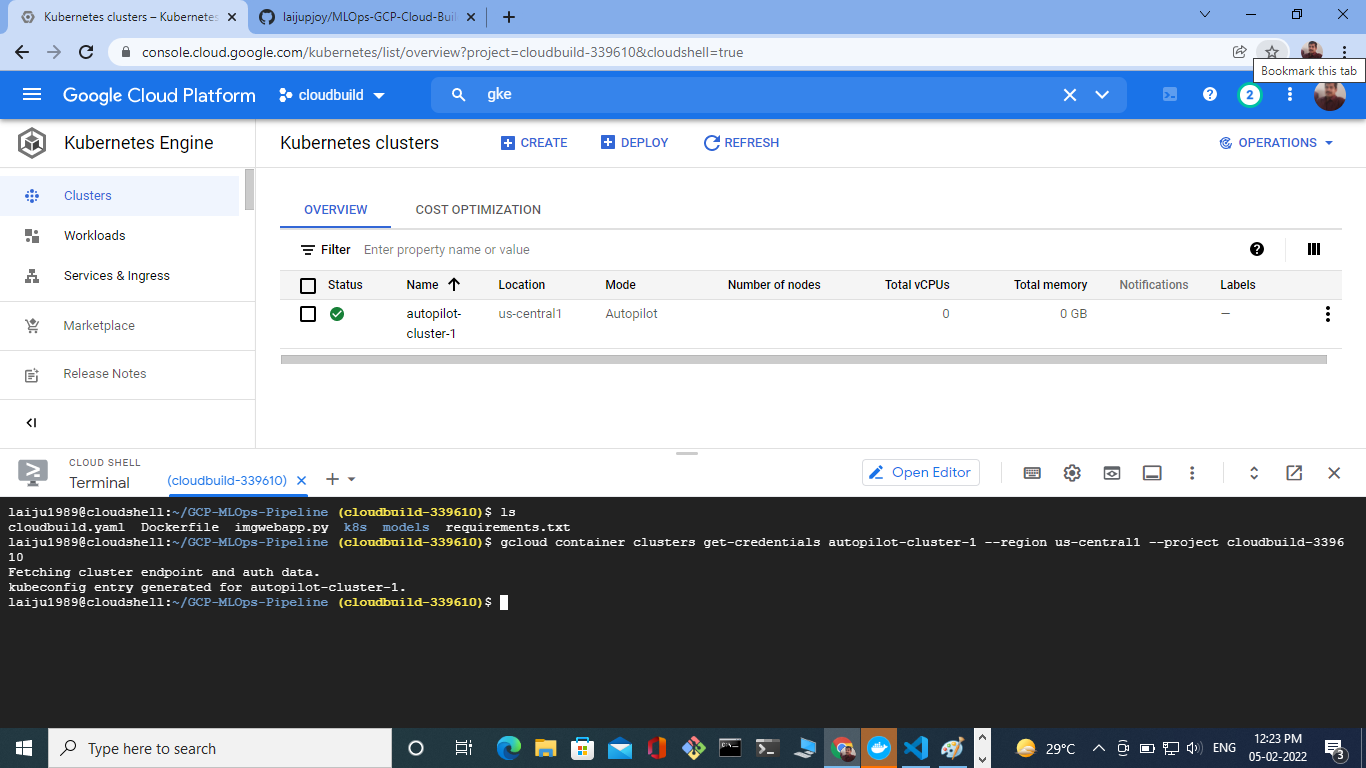 Kubernetes clusters – Kubernetes
laijupjoy/MLOps-GCP-Cloud-Buil
console.cloud.google.com/kubernetes/list/overview?project=cloudbuild-339610&cloudshell=true
Bookmark this tab
Google Cloud Platform
cloudbuild
gke
2
Kubernetes Engine
Kubernetes clusters
CREATE
DEPLOY
REFRESH
OPERATIONS
Clusters
Workloads
Services & Ingress
Marketplace
Release Notes
OVERVIEW
COST OPTIMIZATION
Filter Enter property name or value
Status Name Location Mode Number of nodes Total vCPUs Total memory Notifications Labels
autopilot-cluster-1 us-central1 Autopilot 0 0 GB —
CLOUD SHELL
Terminal
(cloudbuild-339610)
Open Editor
laiju1989@cloudshell:~/GCP-MLOps-Pipeline (cloudbuild-339610)$ ls
cloudbuild.yaml Dockerfile imgwebapp.py k8s models requirements.txt
laiju1989@cloudshell:~/GCP-MLOps-Pipeline (cloudbuild-339610)$ gcloud container clusters get-credentials autopilot-cluster-1 --region us-central1 --project cloudbuild-3396
10
Fetching cluster endpoint and auth data.
kubeconfig entry generated for autopilot-cluster-1.
laiju1989@cloudshell:~/GCP-MLOps-Pipeline (cloudbuild-339610)$
Type here to search
29°C
ENG
12:23 PM
05-02-2022
3